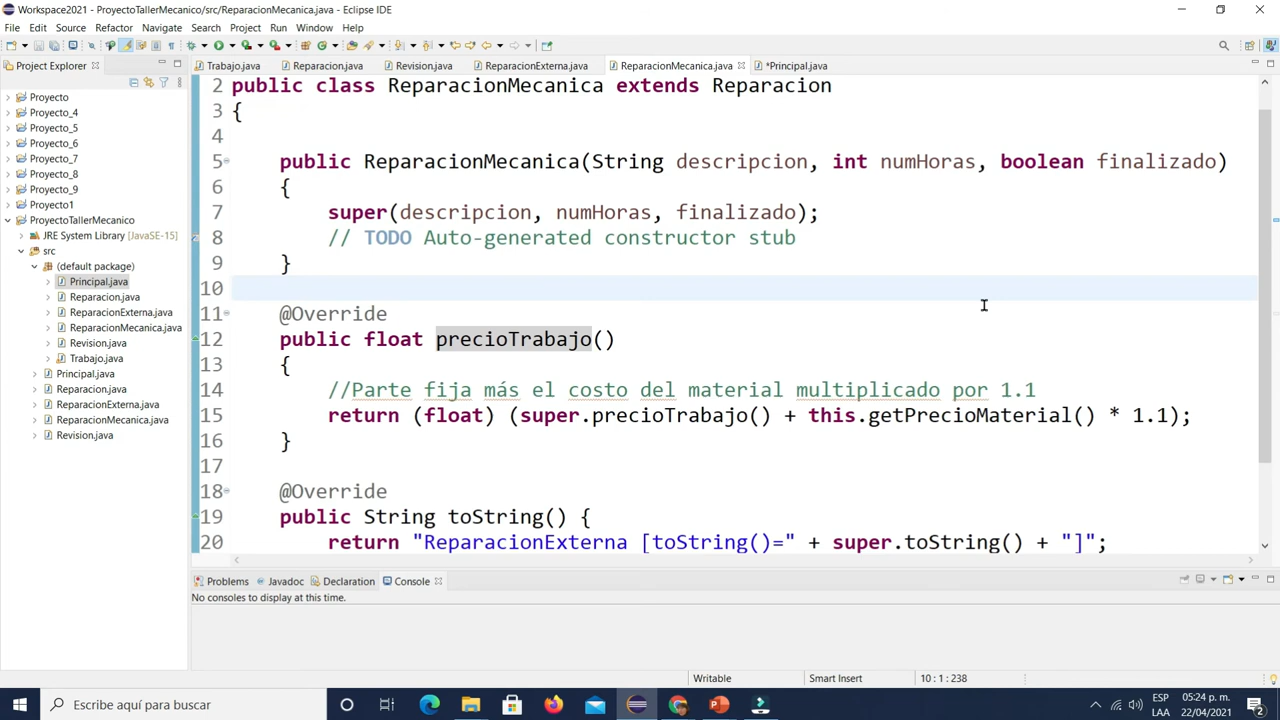 Workspace2021 - ProyectoTallerMecanico/src/ReparacionMecanica.java - Eclipse IDE
File Edit Source Refactor Navigate Search Project Run Window Help
Project Explorer
Trabajo.java Reparacion.java Revision.java ReparacionExterna.java ReparacionMecanica.java *Principal.java
Proyecto
Proyecto_4
Proyecto_5
Proyecto_6
Proyecto_7
Proyecto_8
Proyecto_9
Proyecto1
ProyectoTallerMecanico
JRE System Library [JavaSE-15]
src
(default package)
Principal.java
Reparacion.java
ReparacionExterna.java
ReparacionMecanica.java
Revision.java
Trabajo.java
Principal.java
Reparacion.java
ReparacionExterna.java
ReparacionMecanica.java
Revision.java
2 public class ReparacionMecanica extends Reparacion
3 {
4
5 public ReparacionMecanica(String descripcion, int numHoras, boolean finalizado)
6 {
7 super(descripcion, numHoras, finalizado);
8 // TODO Auto-generated constructor stub
9 }
10
11 @Override
12 public float precioTrabajo()
13 {
14 //Parte fija más el costo del material multiplicado por 1.1
15 return (float) (super.precioTrabajo() + this.getPrecioMaterial() * 1.1);
16 }
17
18 @Override
19 public String toString() {
20 return "ReparacionExterna [toString()=" + super.toString() + "]";
Problems Javadoc Declaration Console
No consoles to display at this time.
Writable Smart Insert 10 : 1 : 238
Escribe aquí para buscar
ESP
LAA
05:24 p. m.
22/04/2021
2